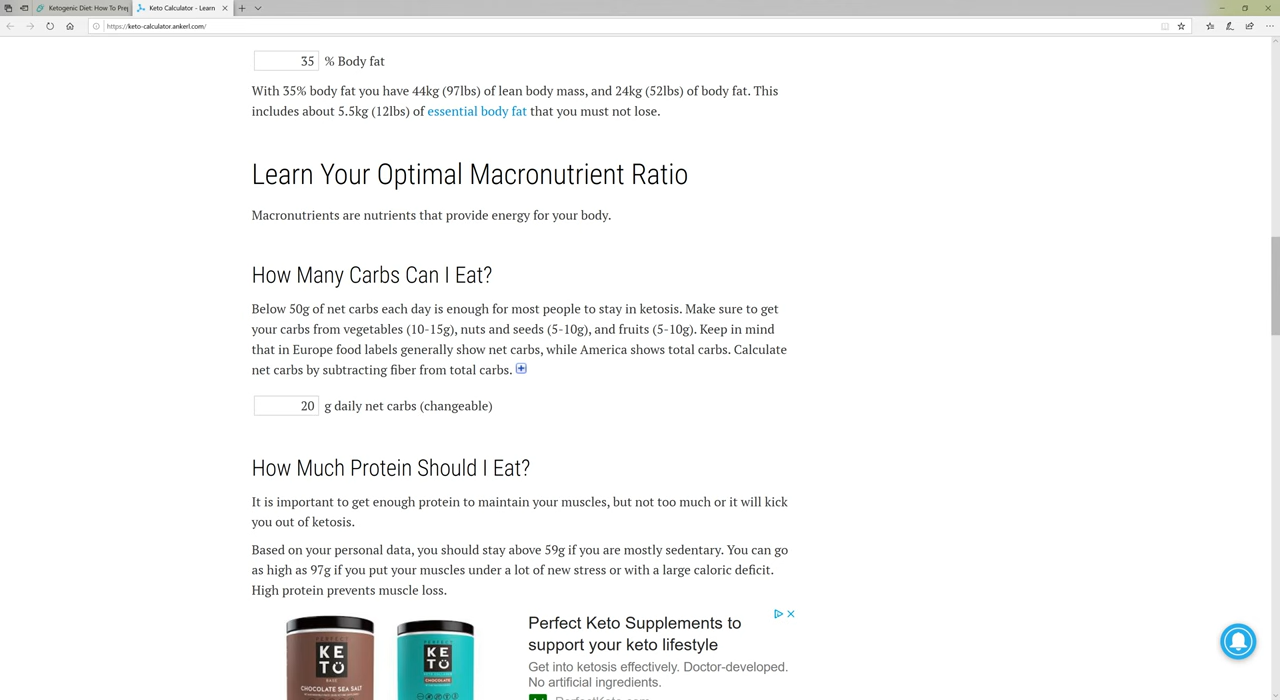 Ketogenic Diet: How To Prep
Keto Calculator - Learn
https://keto-calculator.ankerl.com/
35 % Body fat
With 35% body fat you have 44kg (97lbs) of lean body mass, and 24kg (52lbs) of body fat. This
includes about 5.5kg (12lbs) of essential body fat that you must not lose.
Learn Your Optimal Macronutrient Ratio
Macronutrients are nutrients that provide energy for your body.
How Many Carbs Can I Eat?
Below 50g of net carbs each day is enough for most people to stay in ketosis. Make sure to get
your carbs from vegetables (10-15g), nuts and seeds (5-10g), and fruits (5-10g). Keep in mind
that in Europe food labels generally show net carbs, while America shows total carbs. Calculate
net carbs by subtracting fiber from total carbs.
20 g daily net carbs (changeable)
How Much Protein Should I Eat?
It is important to get enough protein to maintain your muscles, but not too much or it will kick
you out of ketosis.
Based on your personal data, you should stay above 59g if you are mostly sedentary. You can go
as high as 97g if you put your muscles under a lot of new stress or with a large caloric deficit.
High protein prevents muscle loss.
PERFECT
KE
TO
BASE
CHOCOLATE SEA SALT
PERFECT
KE
TO
CHOCOLATE
Perfect Keto Supplements to
support your keto lifestyle
Get into ketosis effectively. Doctor-developed.
No artificial ingredients.
Ad PerfectKeto.com